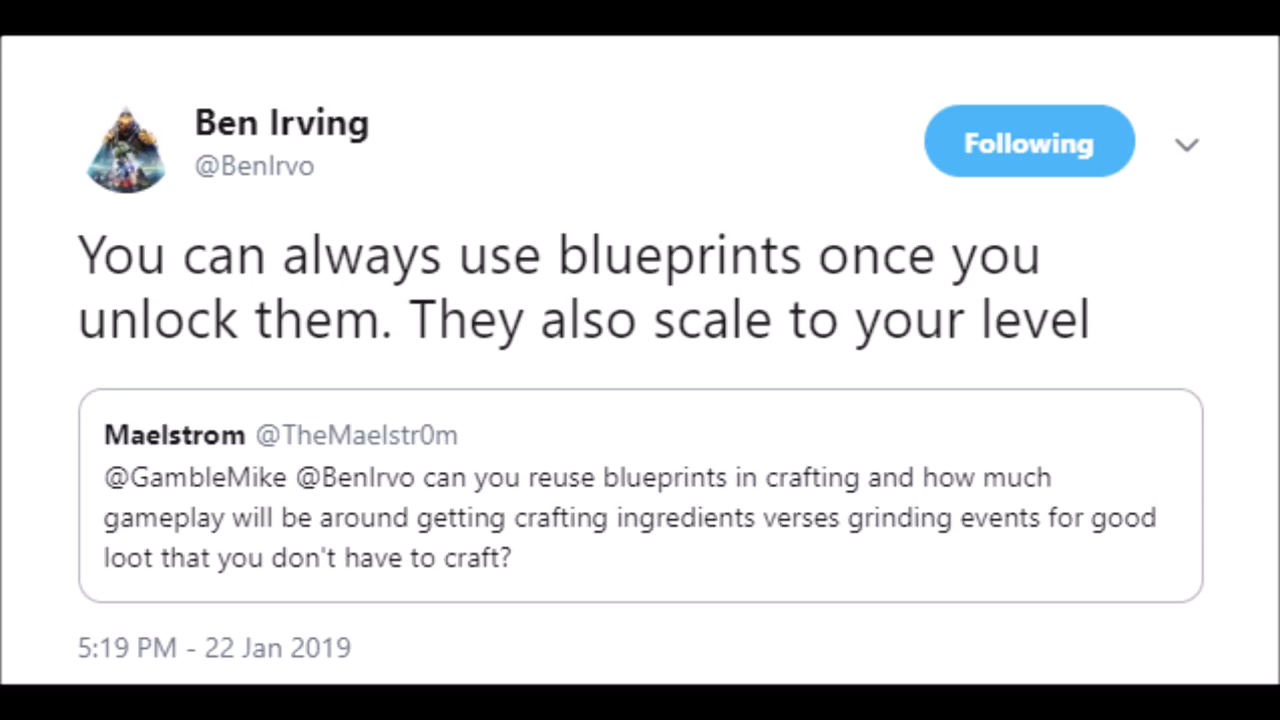 Ben Irving
@BenIrvo
Following
You can always use blueprints once you
unlock them. They also scale to your level
Maelstrom @TheMaelstr0m
@GambleMike @BenIrvo can you reuse blueprints in crafting and how much
gameplay will be around getting crafting ingredients verses grinding events for good
loot that you don't have to craft?
5:19 PM - 22 Jan 2019